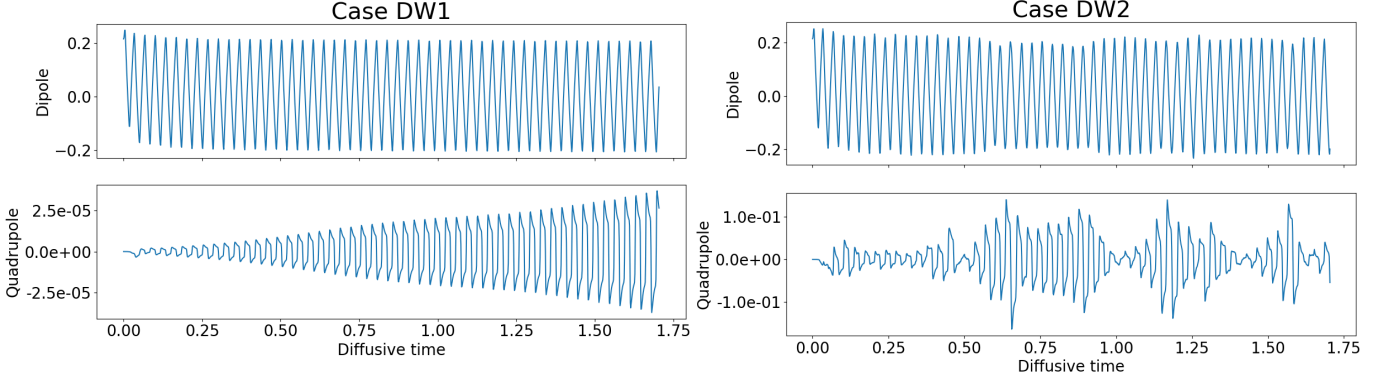 Case DW1
0.2
0.0
−0.2
Dipole
2.5e-05
0.0e+00
-2.5e-05
Quadrupole
0.00 0.25 0.50 0.75 1.00 1.25 1.50 1.75
Diffusive time
Case DW2
0.2
0.0
−0.2
Dipole
1.0e-01
0.0e+00
-1.0e-01
Quadrupole
0.00 0.25 0.50 0.75 1.00 1.25 1.50 1.75
Diffusive time